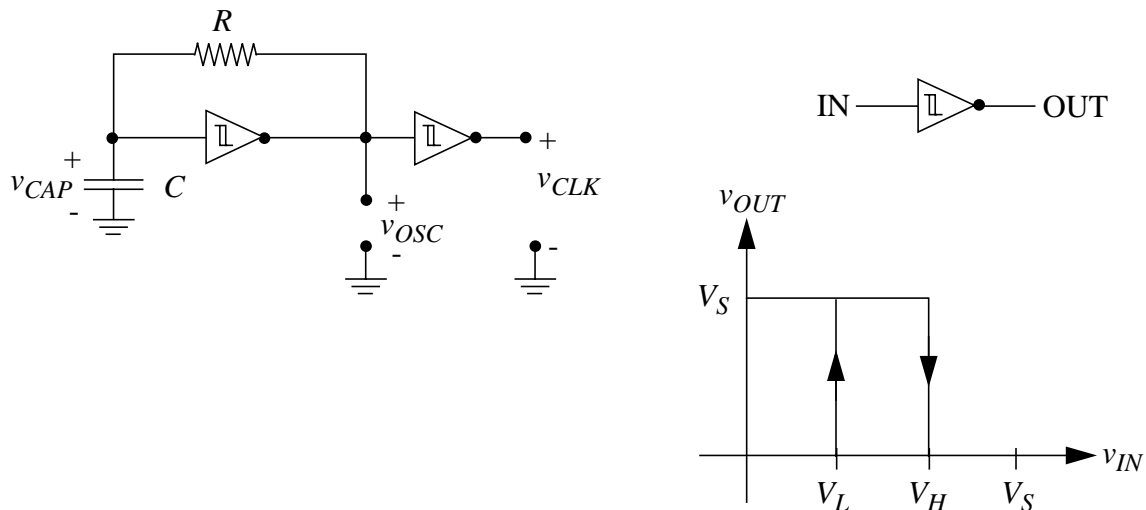 R
IN OUT
+
v_CAP C
-
+
v_CLK
+
v_OSC
-
-
v_OUT
V_S
v_IN
V_L V_H V_S